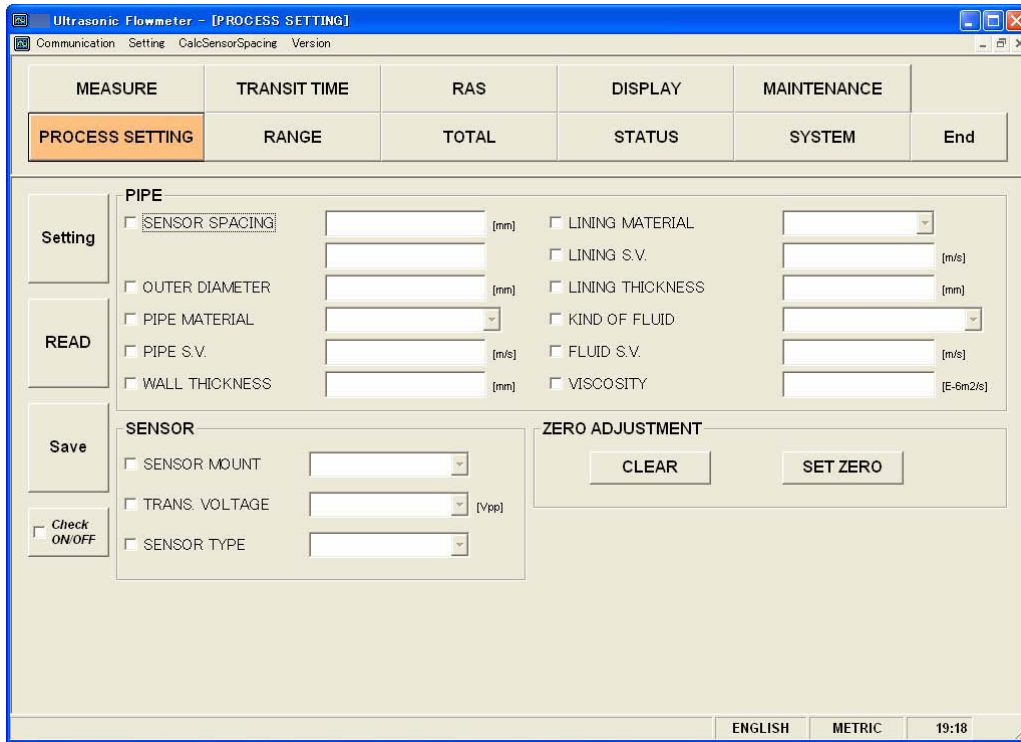 Ultrasonic Flowmeter - [PROCESS SETTING]
Communication Setting CalcSensorSpacing Version
MEASURE TRANSIT TIME RAS DISPLAY MAINTENANCE
PROCESS SETTING RANGE TOTAL STATUS SYSTEM End
Setting
READ
Save
Check
ON/OFF
PIPE
SENSOR SPACING [mm]
OUTER DIAMETER [mm]
PIPE MATERIAL
PIPE S.V. [m/s]
WALL THICKNESS [mm]
LINING MATERIAL
LINING S.V. [m/s]
LINING THICKNESS [mm]
KIND OF FLUID
FLUID S.V. [m/s]
VISCOSITY [E-6m2/s]
SENSOR
SENSOR MOUNT
TRANS. VOLTAGE [Vpp]
SENSOR TYPE
ZERO ADJUSTMENT
CLEAR SET ZERO
ENGLISH METRIC 19:18